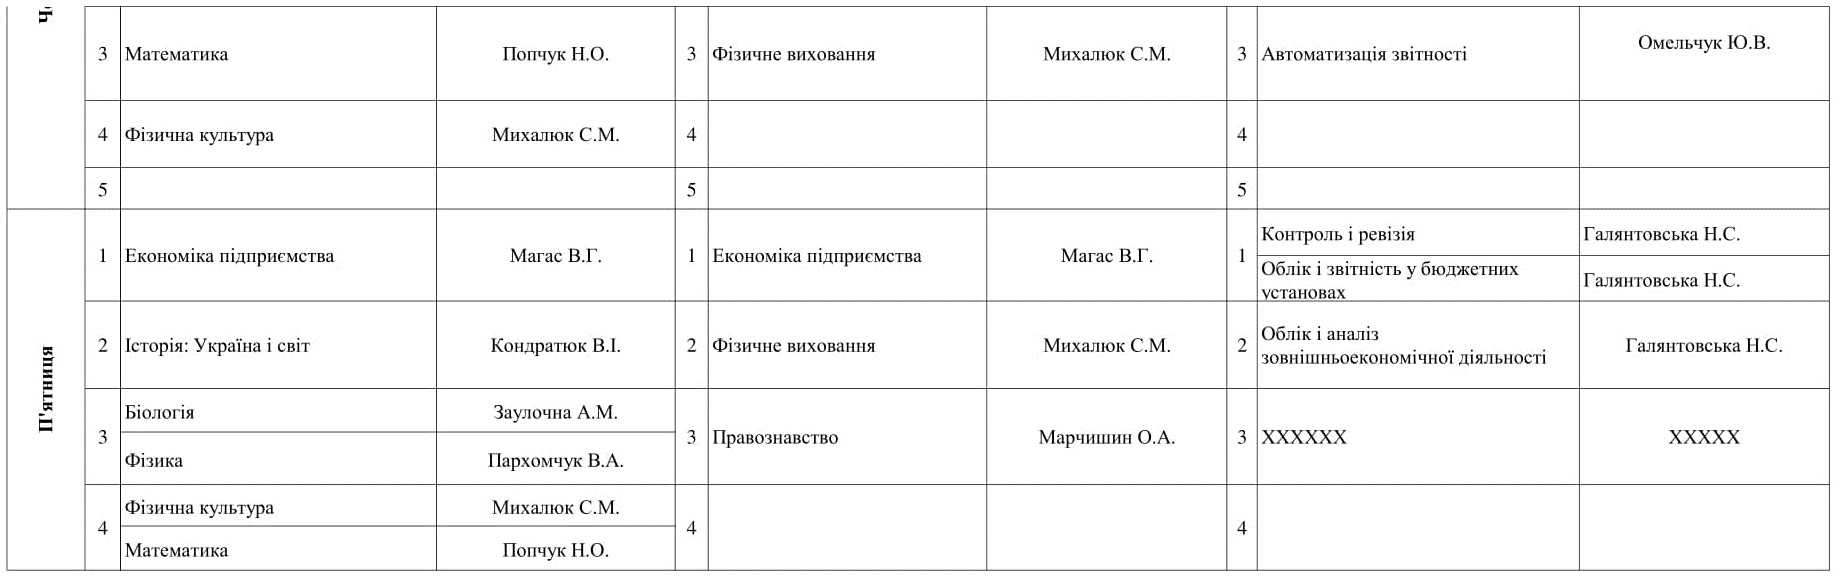 Че
3 Математика Попчук Н.О. 3 Фізичне виховання Михалюк С.М. 3 Автоматизація звітності Омельчук Ю.В.
4 Фізична культура Михалюк С.М. 4 4
5 5 5
П'ятниця
1 Економіка підприємства Магас В.Г. 1 Економіка підприємства Магас В.Г. 1 Контроль і ревізія Галянтовська Н.С.
Облік і звітність у бюджетних
установах Галянтовська Н.С.
2 Історія: Україна і світ Кондратюк В.І. 2 Фізичне виховання Михалюк С.М. 2 Облік і аналіз
зовнішньоекономічної діяльності Галянтовська Н.С.
3 Біологія Заулочна А.М. 3 Правознавство Марчишин О.А. 3 ХХХХХХ ХХХХХ
Фізика Пархомчук В.А.
4 Фізична культура Михалюк С.М. 4 4
Математика Попчук Н.О.